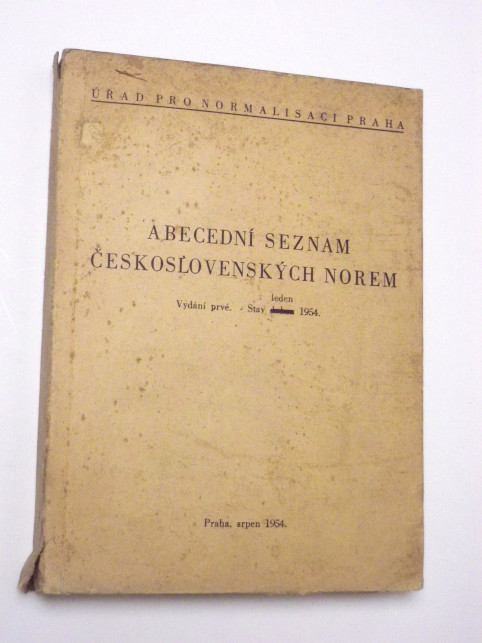 ÚŘAD PRO NORMALISACI PRAHA
ABECEDNÍ SEZNAM
ČESKOSLOVENSKÝCH NOREM
leden
Vydání prvé. - Stav 1954.
Praha, srpen 1954.